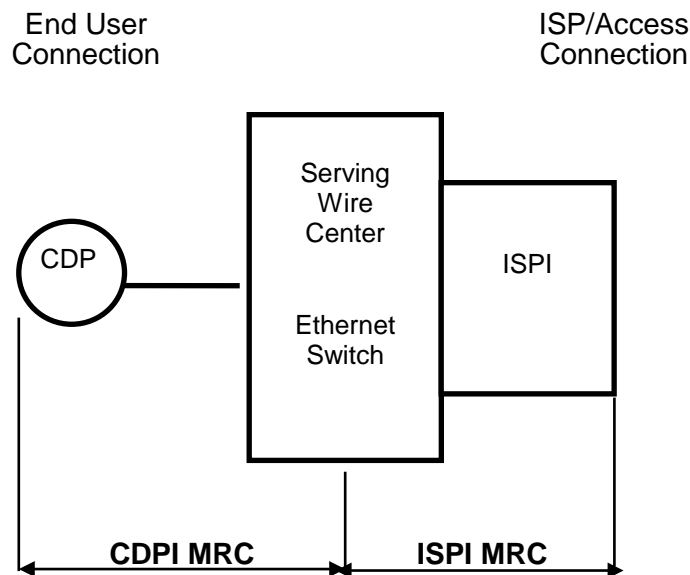 End User
Connection
ISP/Access
Connection
Serving
Wire
Center
CDP
ISPI
Ethernet
Switch
CDPI MRC
ISPI MRC